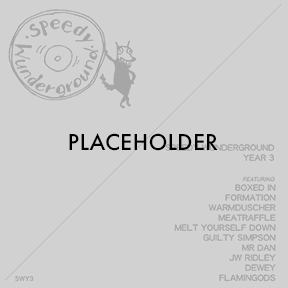 Speedy
Wunderground
PLACEHOLDER
UNDERGROUND
YEAR 3
FEATURING
BOXED IN
FORMATION
WARMDUSCHER
MEATRAFFLE
MELT YOURSELF DOWN
GUILTY SIMPSON
MR DAN
JW RIDLEY
DEWEY
FLAMINGODS
SWY3